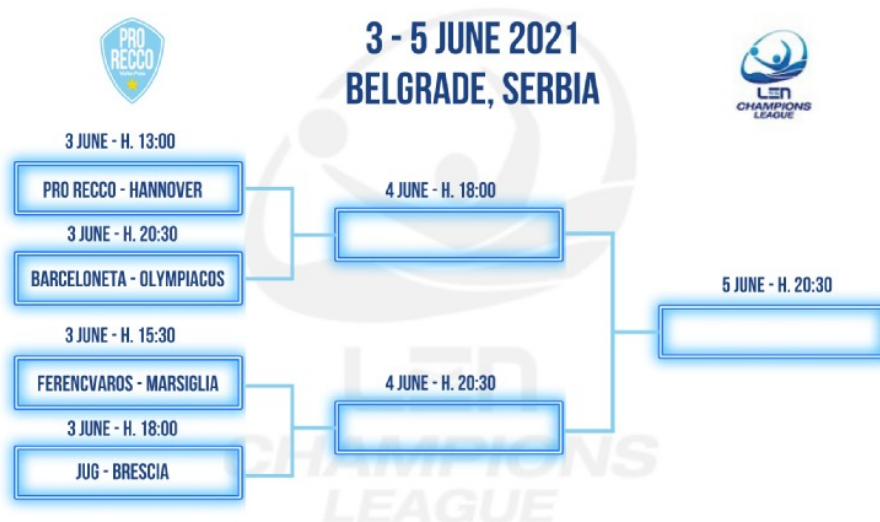 PRO
RECCO
Waterpolo
3 - 5 JUNE 2021
BELGRADE, SERBIA
LEN
CHAMPIONS
LEAGUE
3 JUNE - H. 13:00
PRO RECCO - HANNOVER
3 JUNE - H. 20:30
BARCELONETA - OLYMPIACOS
3 JUNE - H. 15:30
FERENCVAROS - MARSIGLIA
3 JUNE - H. 18:00
JUG - BRESCIA
4 JUNE - H. 18:00
4 JUNE - H. 20:30
5 JUNE - H. 20:30
LEN
CHAMPIONS
LEAGUE